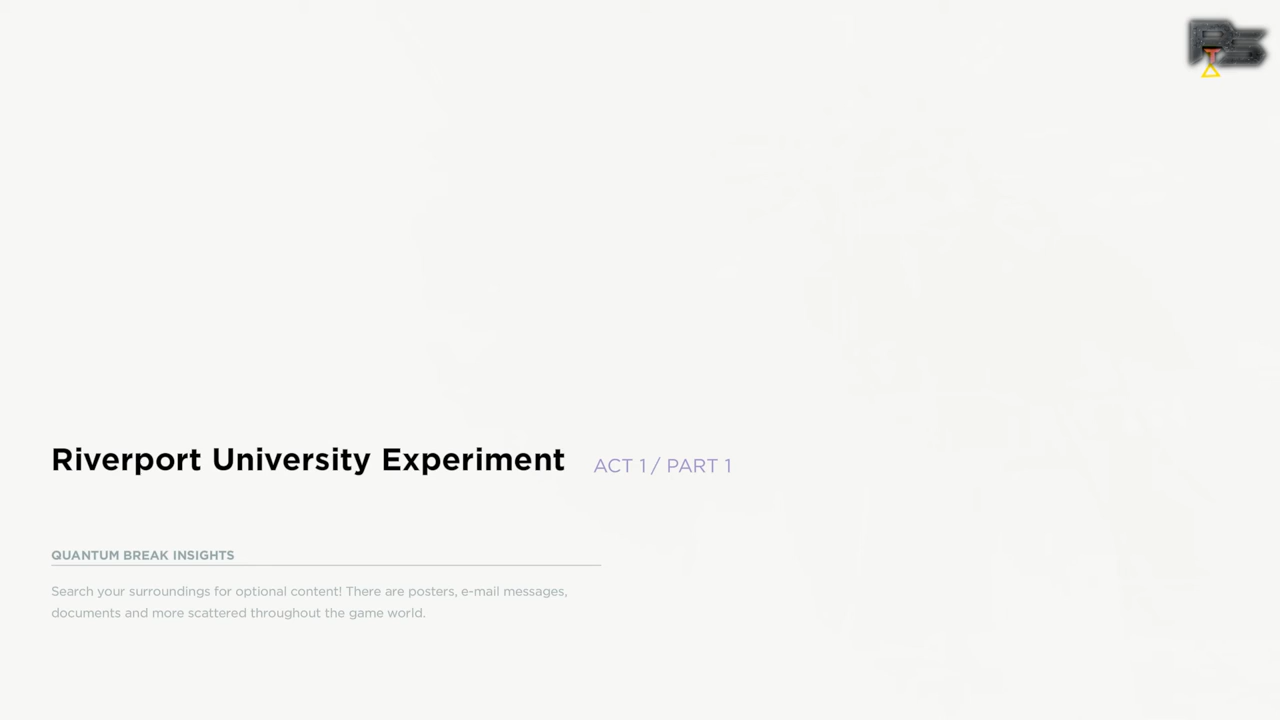 Riverport University Experiment ACT 1 / PART 1
QUANTUM BREAK INSIGHTS
Search your surroundings for optional content! There are posters, e-mail messages,
documents and more scattered throughout the game world.